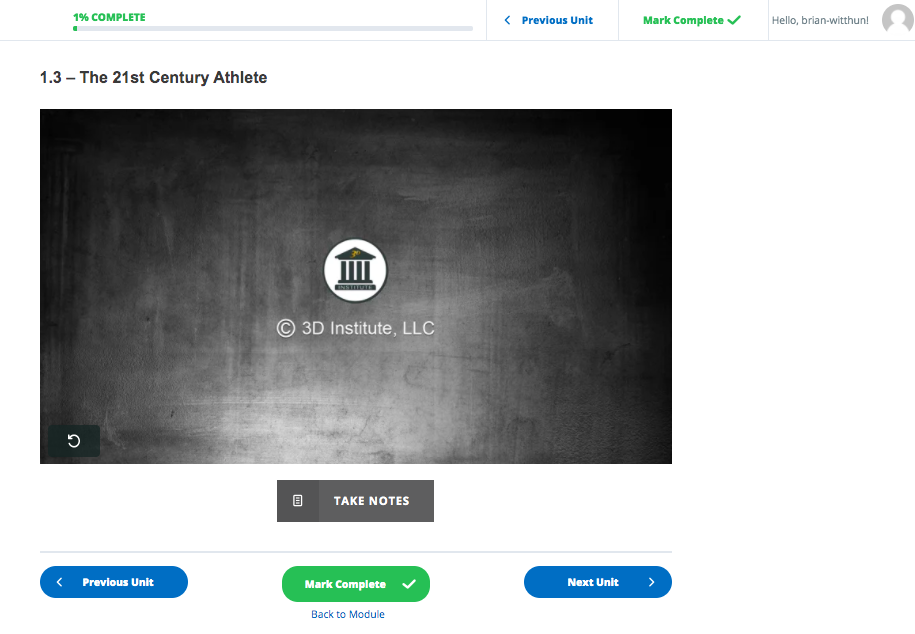 1% COMPLETE
Previous Unit
Mark Complete
Hello, brian-witthun!
1.3 – The 21st Century Athlete
INSTITUTE
© 3D Institute, LLC
TAKE NOTES
Previous Unit
Mark Complete
Next Unit
Back to Module